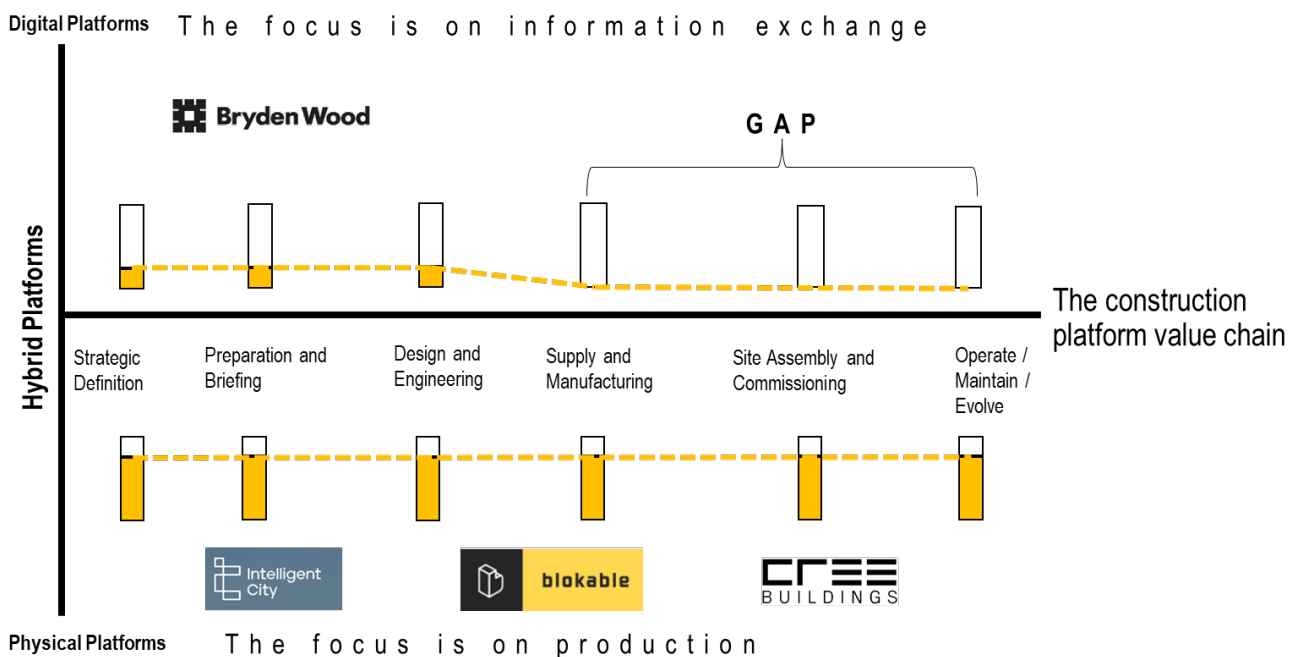 Digital Platforms
The focus is on information exchange
Bryden Wood
GAP
Hybrid Platforms
The construction
platform value chain
Strategic
Definition
Preparation and
Briefing
Design and
Engineering
Supply and
Manufacturing
Site Assembly and
Commissioning
Operate /
Maintain /
Evolve
Intelligent
City
blokable
CREE
BUILDINGS
Physical Platforms
The focus is on production